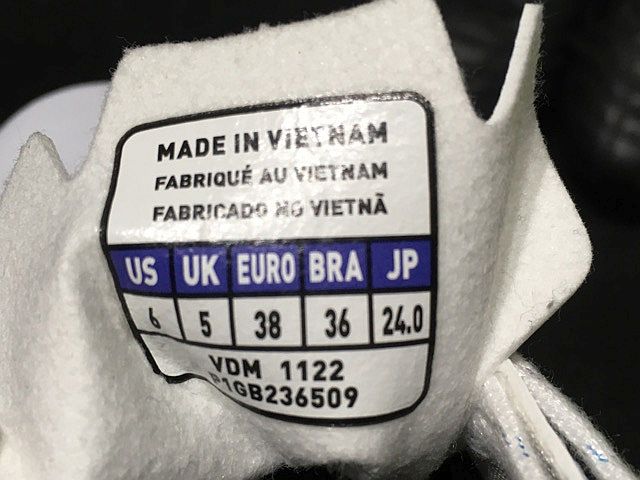 MADE IN VIETNAM
FABRIQUÉ AU VIETNAM
FABRICADO NO VIETNÃ
US UK EURO BRA JP
6 5 38 36 24.0
VDM 1122
P1GB236509